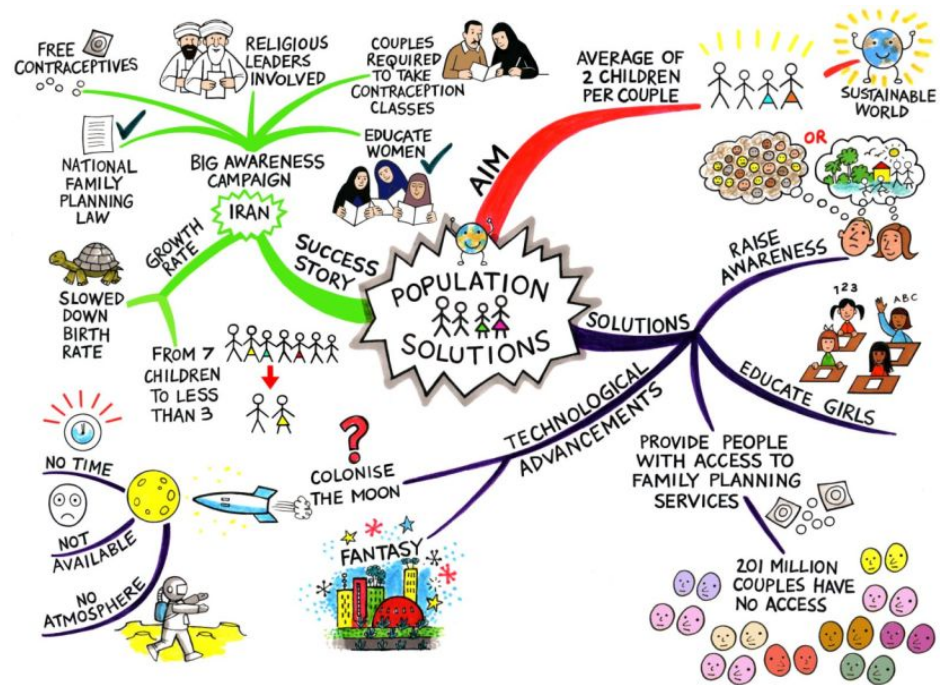 POPULATION
SOLUTIONS
AIM
AVERAGE OF
2 CHILDREN
PER COUPLE
SUSTAINABLE
WORLD
SOLUTIONS
RAISE
AWARENESS
OR
EDUCATE GIRLS
123
ABC
PROVIDE PEOPLE
WITH ACCESS TO
FAMILY PLANNING
SERVICES
201 MILLION
COUPLES HAVE
NO ACCESS
TECHNOLOGICAL
ADVANCEMENTS
FANTASY
?
COLONISE
THE MOON
NO TIME
NOT
AVAILABLE
NO
ATMOSPHERE
SUCCESS
STORY
IRAN
BIG AWARENESS
CAMPAIGN
FREE
CONTRACEPTIVES
RELIGIOUS
LEADERS
INVOLVED
COUPLES
REQUIRED
TO TAKE
CONTRACEPTION
CLASSES
EDUCATE
WOMEN
NATIONAL
FAMILY
PLANNING
LAW
GROWTH
RATE
SLOWED
DOWN
BIRTH
RATE
FROM 7
CHILDREN
TO LESS
THAN 3